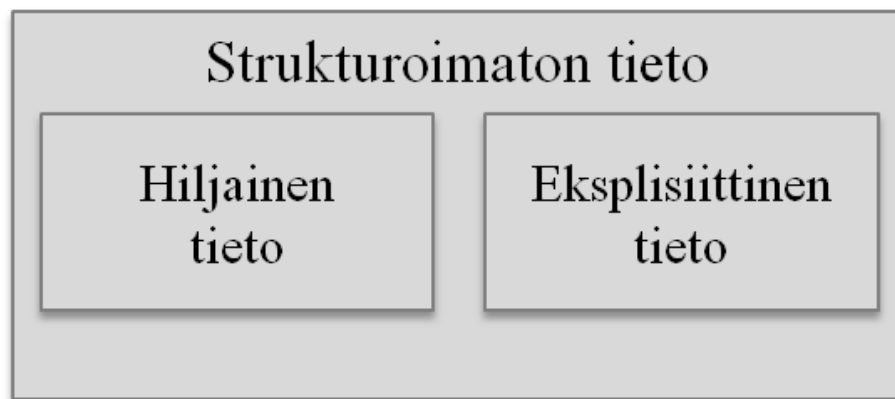 Strukturoimaton tieto
Hiljainen
tieto
Eksplisiittinen
tieto